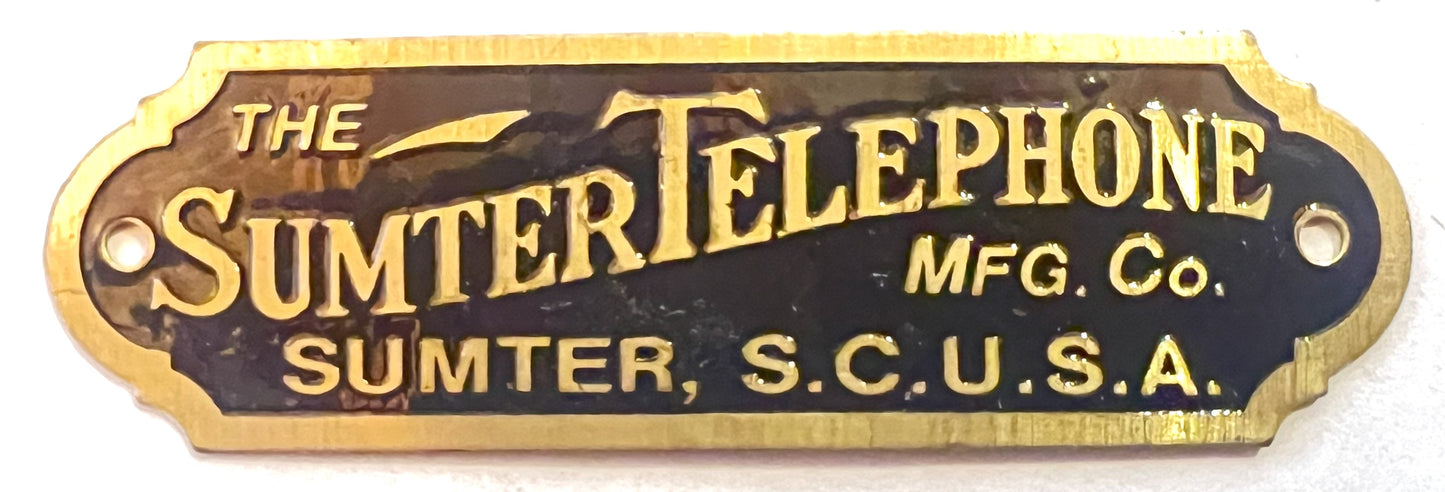 THE
SUMTER TELEPHONE
MFG. CO.
SUMTER, S.C.U.S.A.